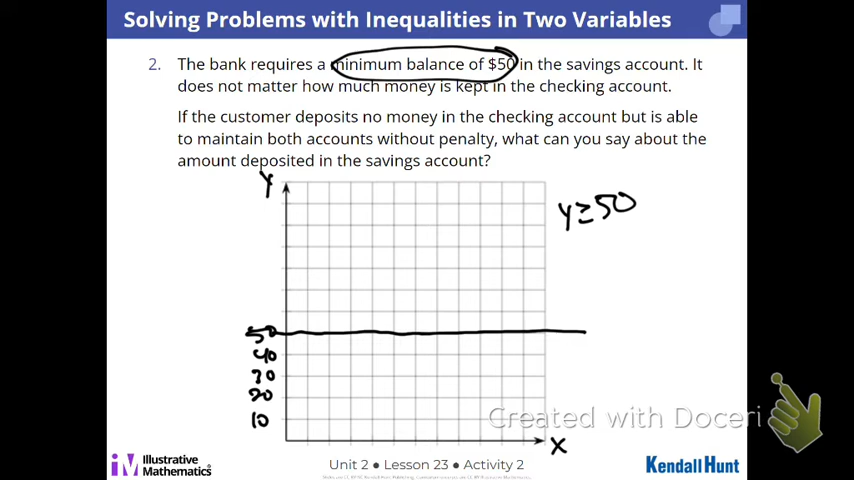 Solving Problems with Inequalities in Two Variables
2. The bank requires a minimum balance of $50 in the savings account. It
does not matter how much money is kept in the checking account.
If the customer deposits no money in the checking account but is able
to maintain both accounts without penalty, what can you say about the
amount deposited in the savings account?
Y
y ≥ 50
50
40
30
20
10
Created with Doceri
X
Illustrative
Mathematics
Unit 2 • Lesson 23 • Activity 2
Kendall Hunt